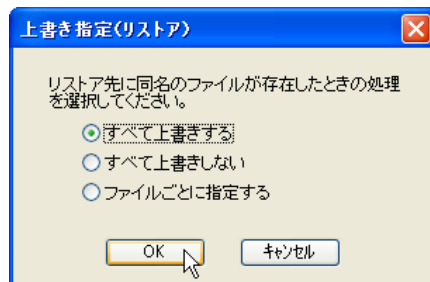 上書き指定(リストア)
リストア先に同名のファイルが存在したときの処理
を選択してください。
すべて上書きする
すべて上書きしない
ファイルごとに指定する
OK
キャンセル